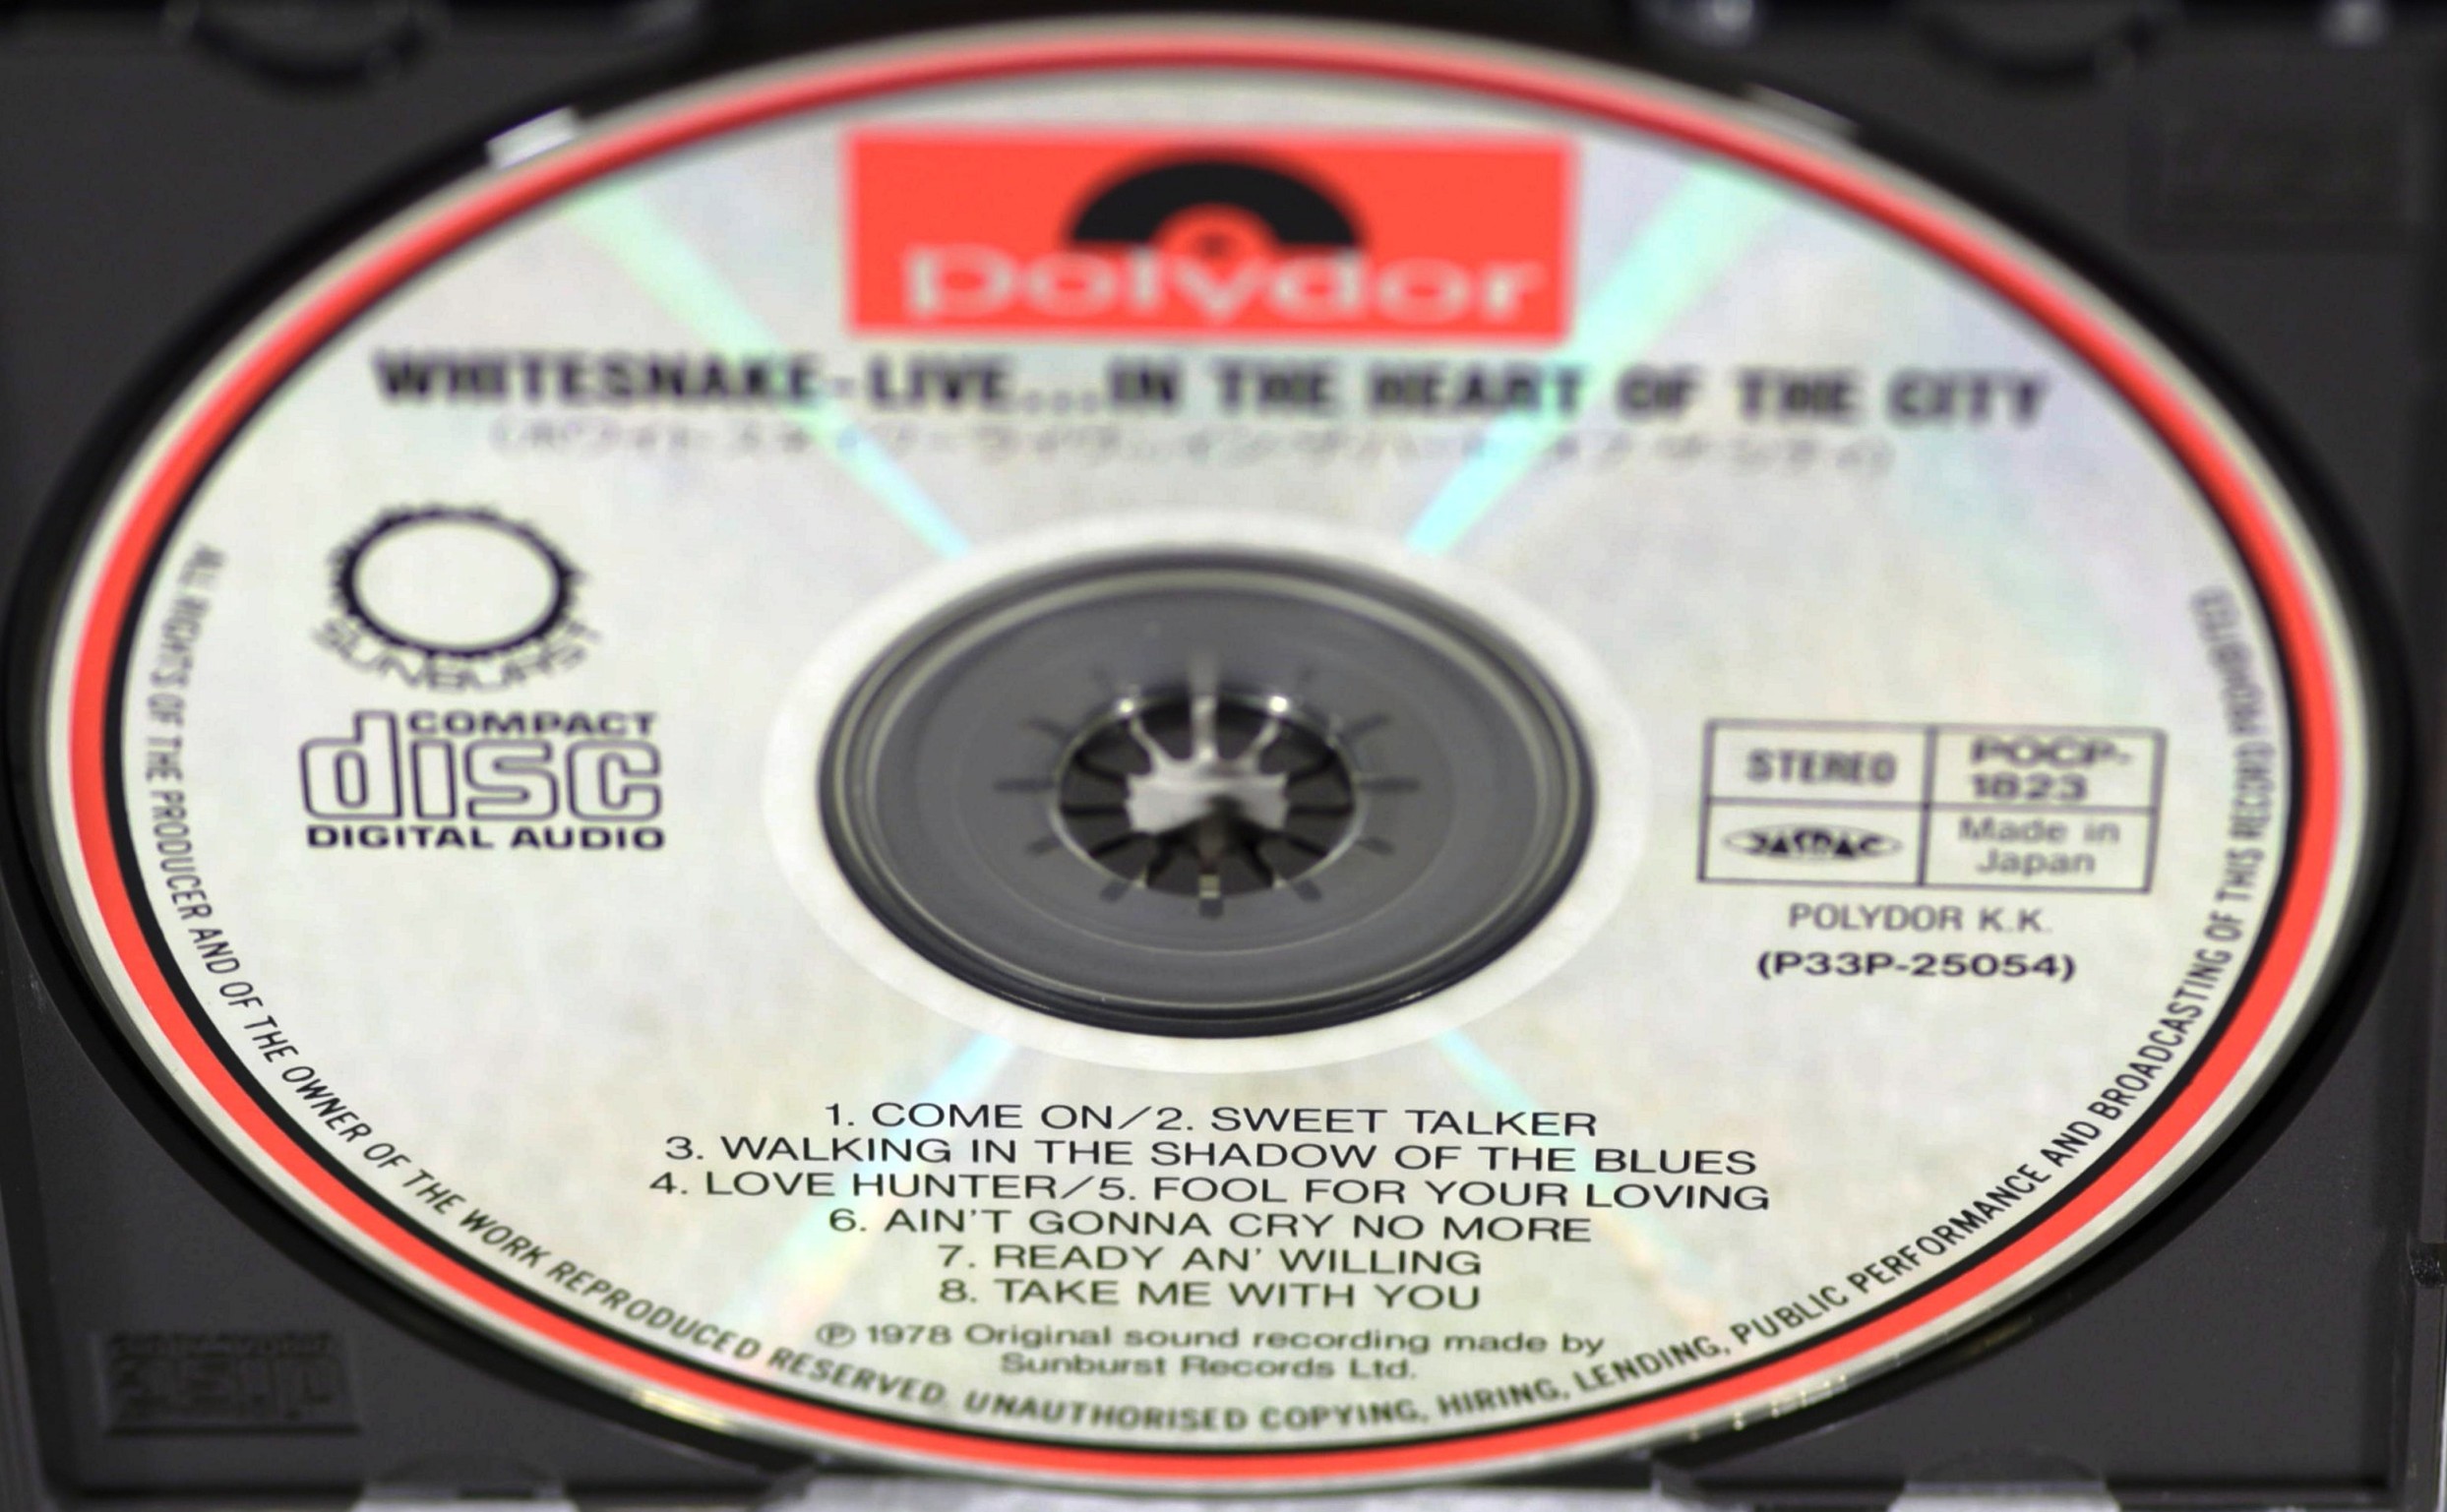 polydor
WHITESNAKE-LIVE...IN THE HEART OF THE CITY
SUNBURST
COMPACT
disc
DIGITAL AUDIO
STEREO
POCP-
1823
JASRAC
Made in
Japan
POLYDOR K.K.
(P33P-25054)
1. COME ON/2. SWEET TALKER
3. WALKING IN THE SHADOW OF THE BLUES
4. LOVE HUNTER/5. FOOL FOR YOUR LOVING
6. AIN'T GONNA CRY NO MORE
7. READY AN' WILLING
8. TAKE ME WITH YOU
℗ 1978 Original sound recording made by
Sunburst Records Ltd.
ALL RIGHTS OF THE PRODUCER AND OF THE OWNER OF THE WORK REPRODUCED RESERVED. UNAUTHORISED COPYING, HIRING, LENDING, PUBLIC PERFORMANCE AND BROADCASTING OF THIS RECORD PROHIBITED